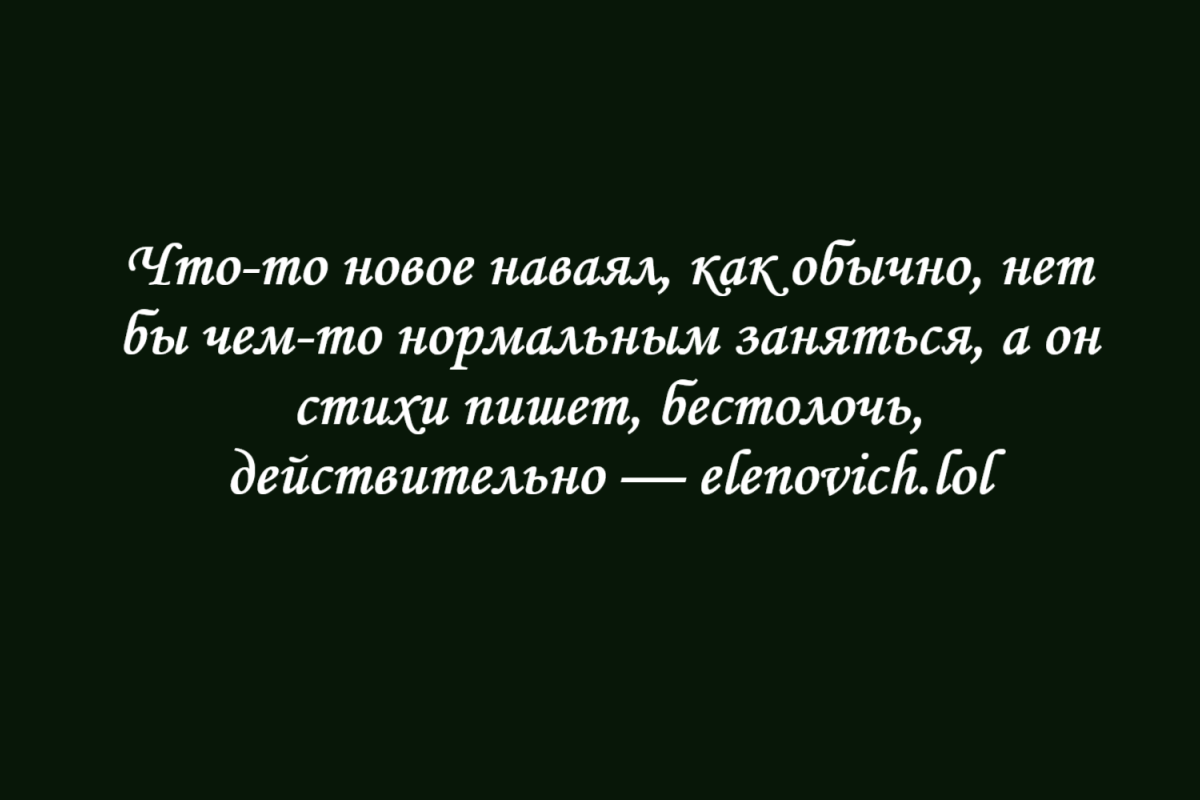 Что-то новое наваял, как обычно, нет
бы чем-то нормальным заняться, а он
стихи пишет, бестолочь,
действительно — elenovich.lol